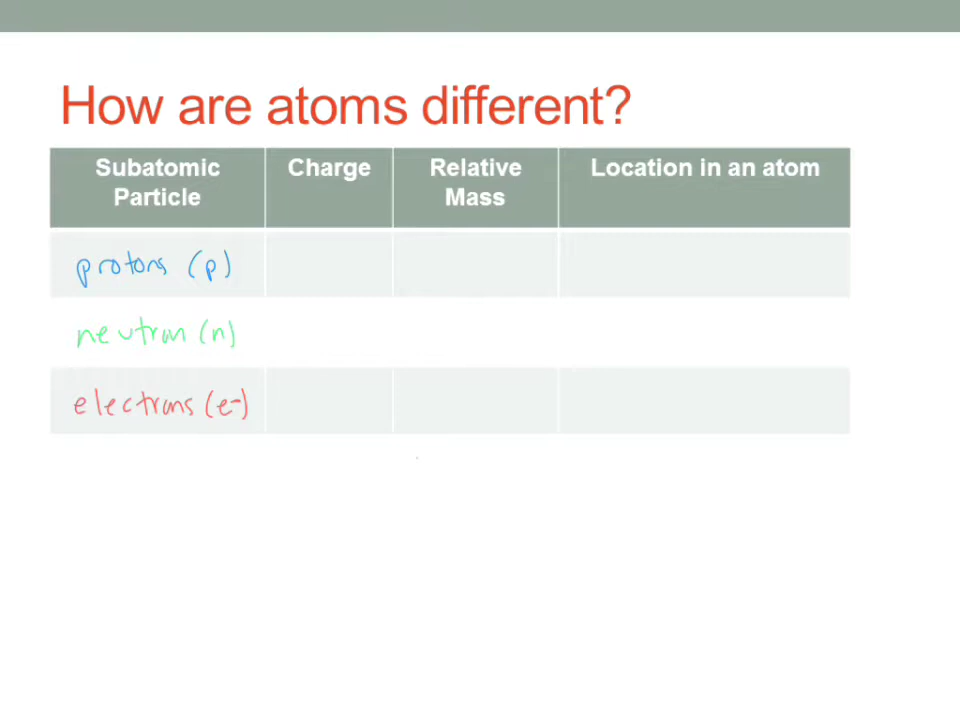 How are atoms different?
Subatomic Particle
Charge
Relative Mass
Location in an atom
protons (p)
neutron (n)
electrons (e-)